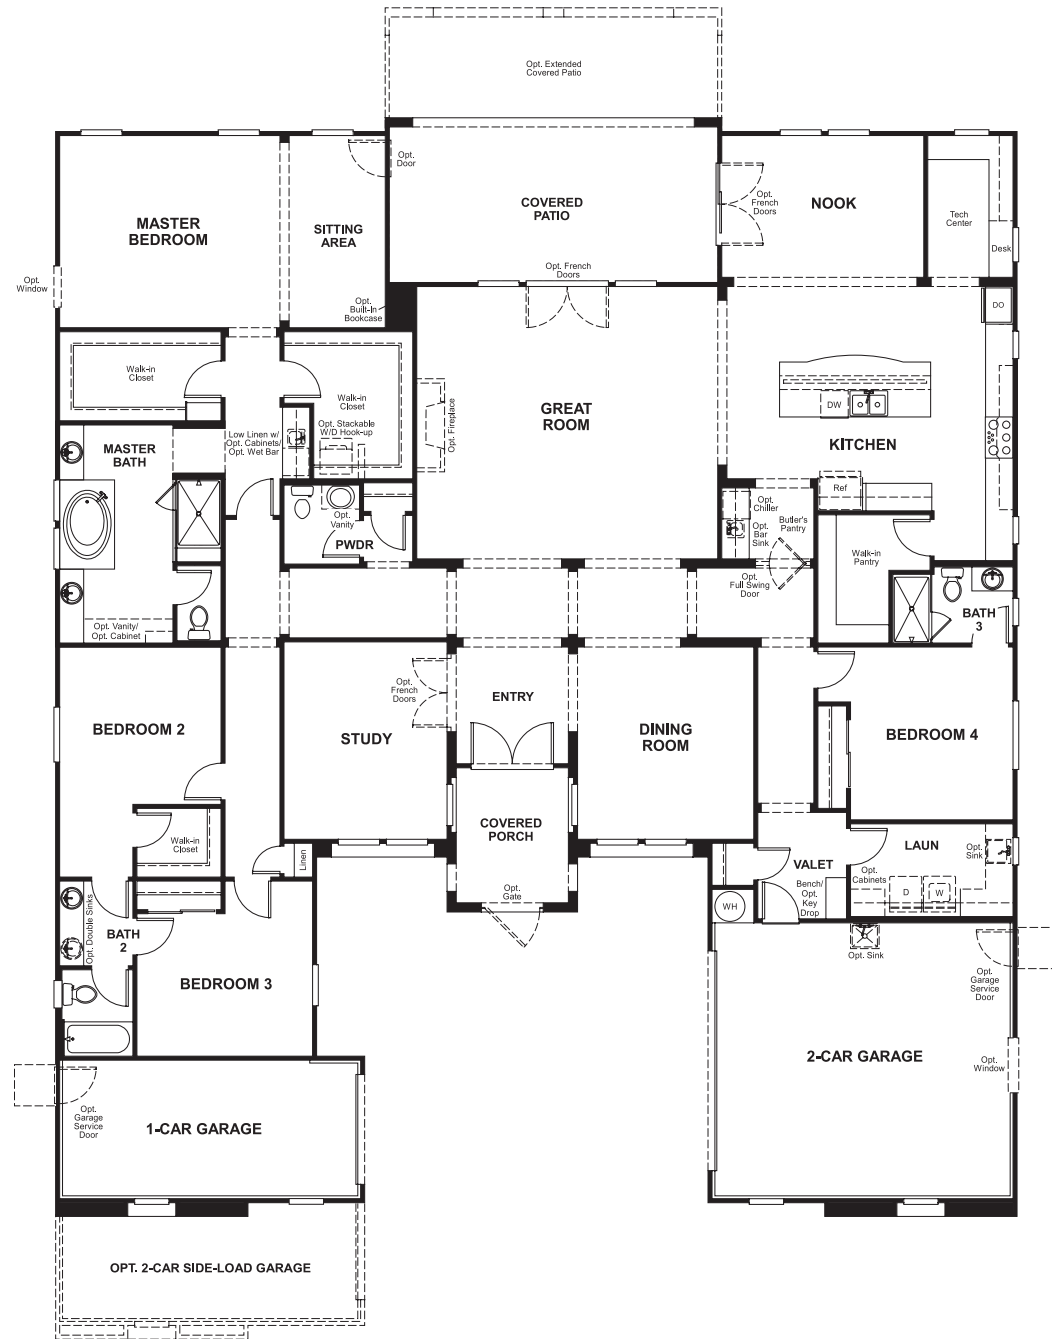 Opt. Extended
Covered Patio
Opt.
Door
COVERED
PATIO
Opt.
French
Doors
NOOK
Tech
Center
Desk
MASTER
BEDROOM
SITTING
AREA
Opt.
Window
Opt. French
Doors
Opt.
Built-In
Bookcase
DO
Walk-in
Closet
Walk-in
Closet
Opt. Stackable
W/D Hook-up
Opt. Fireplace
GREAT
ROOM
DW
KITCHEN
Low Linen w/
Opt. Cabinets/
Opt. Wet Bar
MASTER
BATH
Ref
Opt.
Chiller
Opt.
Bar
Sink
Butler's
Pantry
Opt.
Vanity
PWDR
Walk-in
Pantry
Opt.
Full Swing
Door
BATH
3
Opt. Vanity/
Opt. Cabinet
Opt.
French
Doors
ENTRY
BEDROOM 2
STUDY
DINING
ROOM
BEDROOM 4
COVERED
PORCH
Walk-in
Closet
Linen
VALET
LAUN
Opt.
Sink
Opt.
Cabinets
D
W
Bench/
Opt.
Key
Drop
WH
Opt.
Gate
Opt. Double Sinks
BATH
2
BEDROOM 3
Opt. Sink
Opt.
Garage
Service
Door
2-CAR GARAGE
Opt.
Window
Opt.
Garage
Service
Door
1-CAR GARAGE
OPT. 2-CAR SIDE-LOAD GARAGE